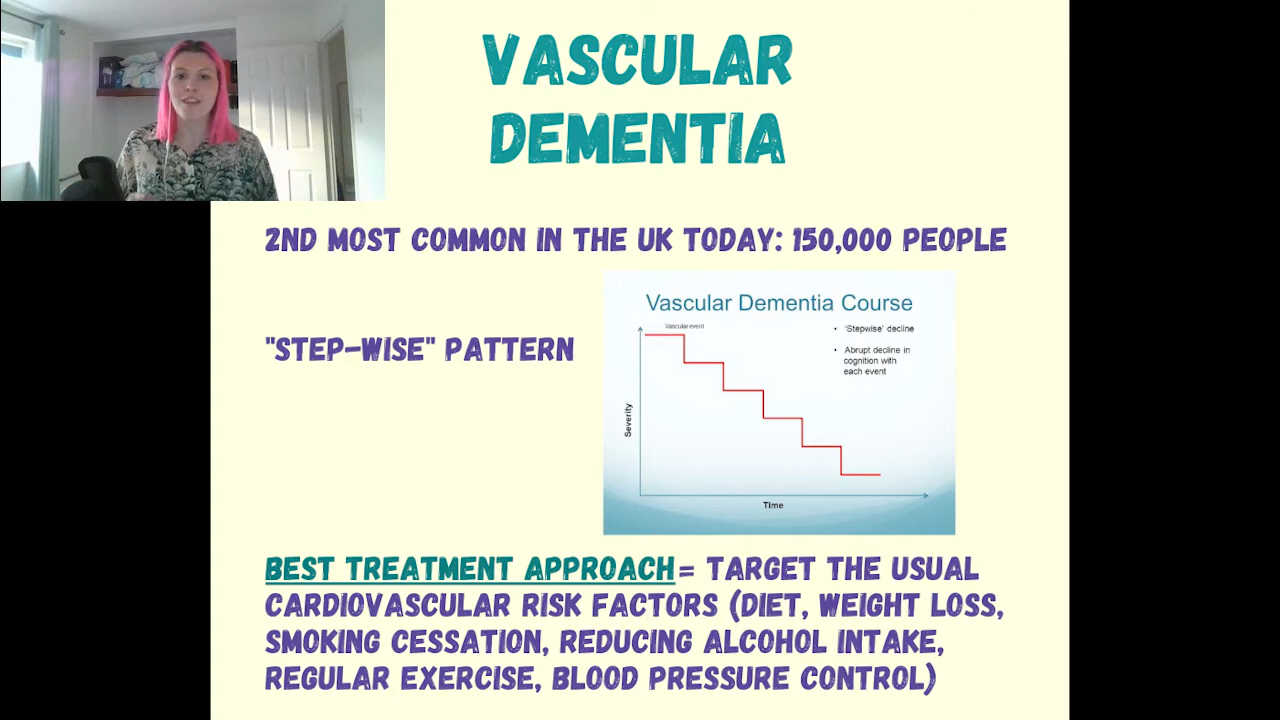 VASCULAR
DEMENTIA
2ND MOST COMMON IN THE UK TODAY: 150,000 PEOPLE
"STEP-WISE" PATTERN
Vascular Dementia Course
Vascular event
• 'Stepwise' decline
• Abrupt decline in
cognition with
each event
Severity
Time
BEST TREATMENT APPROACH= TARGET THE USUAL
CARDIOVASCULAR RISK FACTORS (DIET, WEIGHT LOSS,
SMOKING CESSATION, REDUCING ALCOHOL INTAKE,
REGULAR EXERCISE, BLOOD PRESSURE CONTROL)